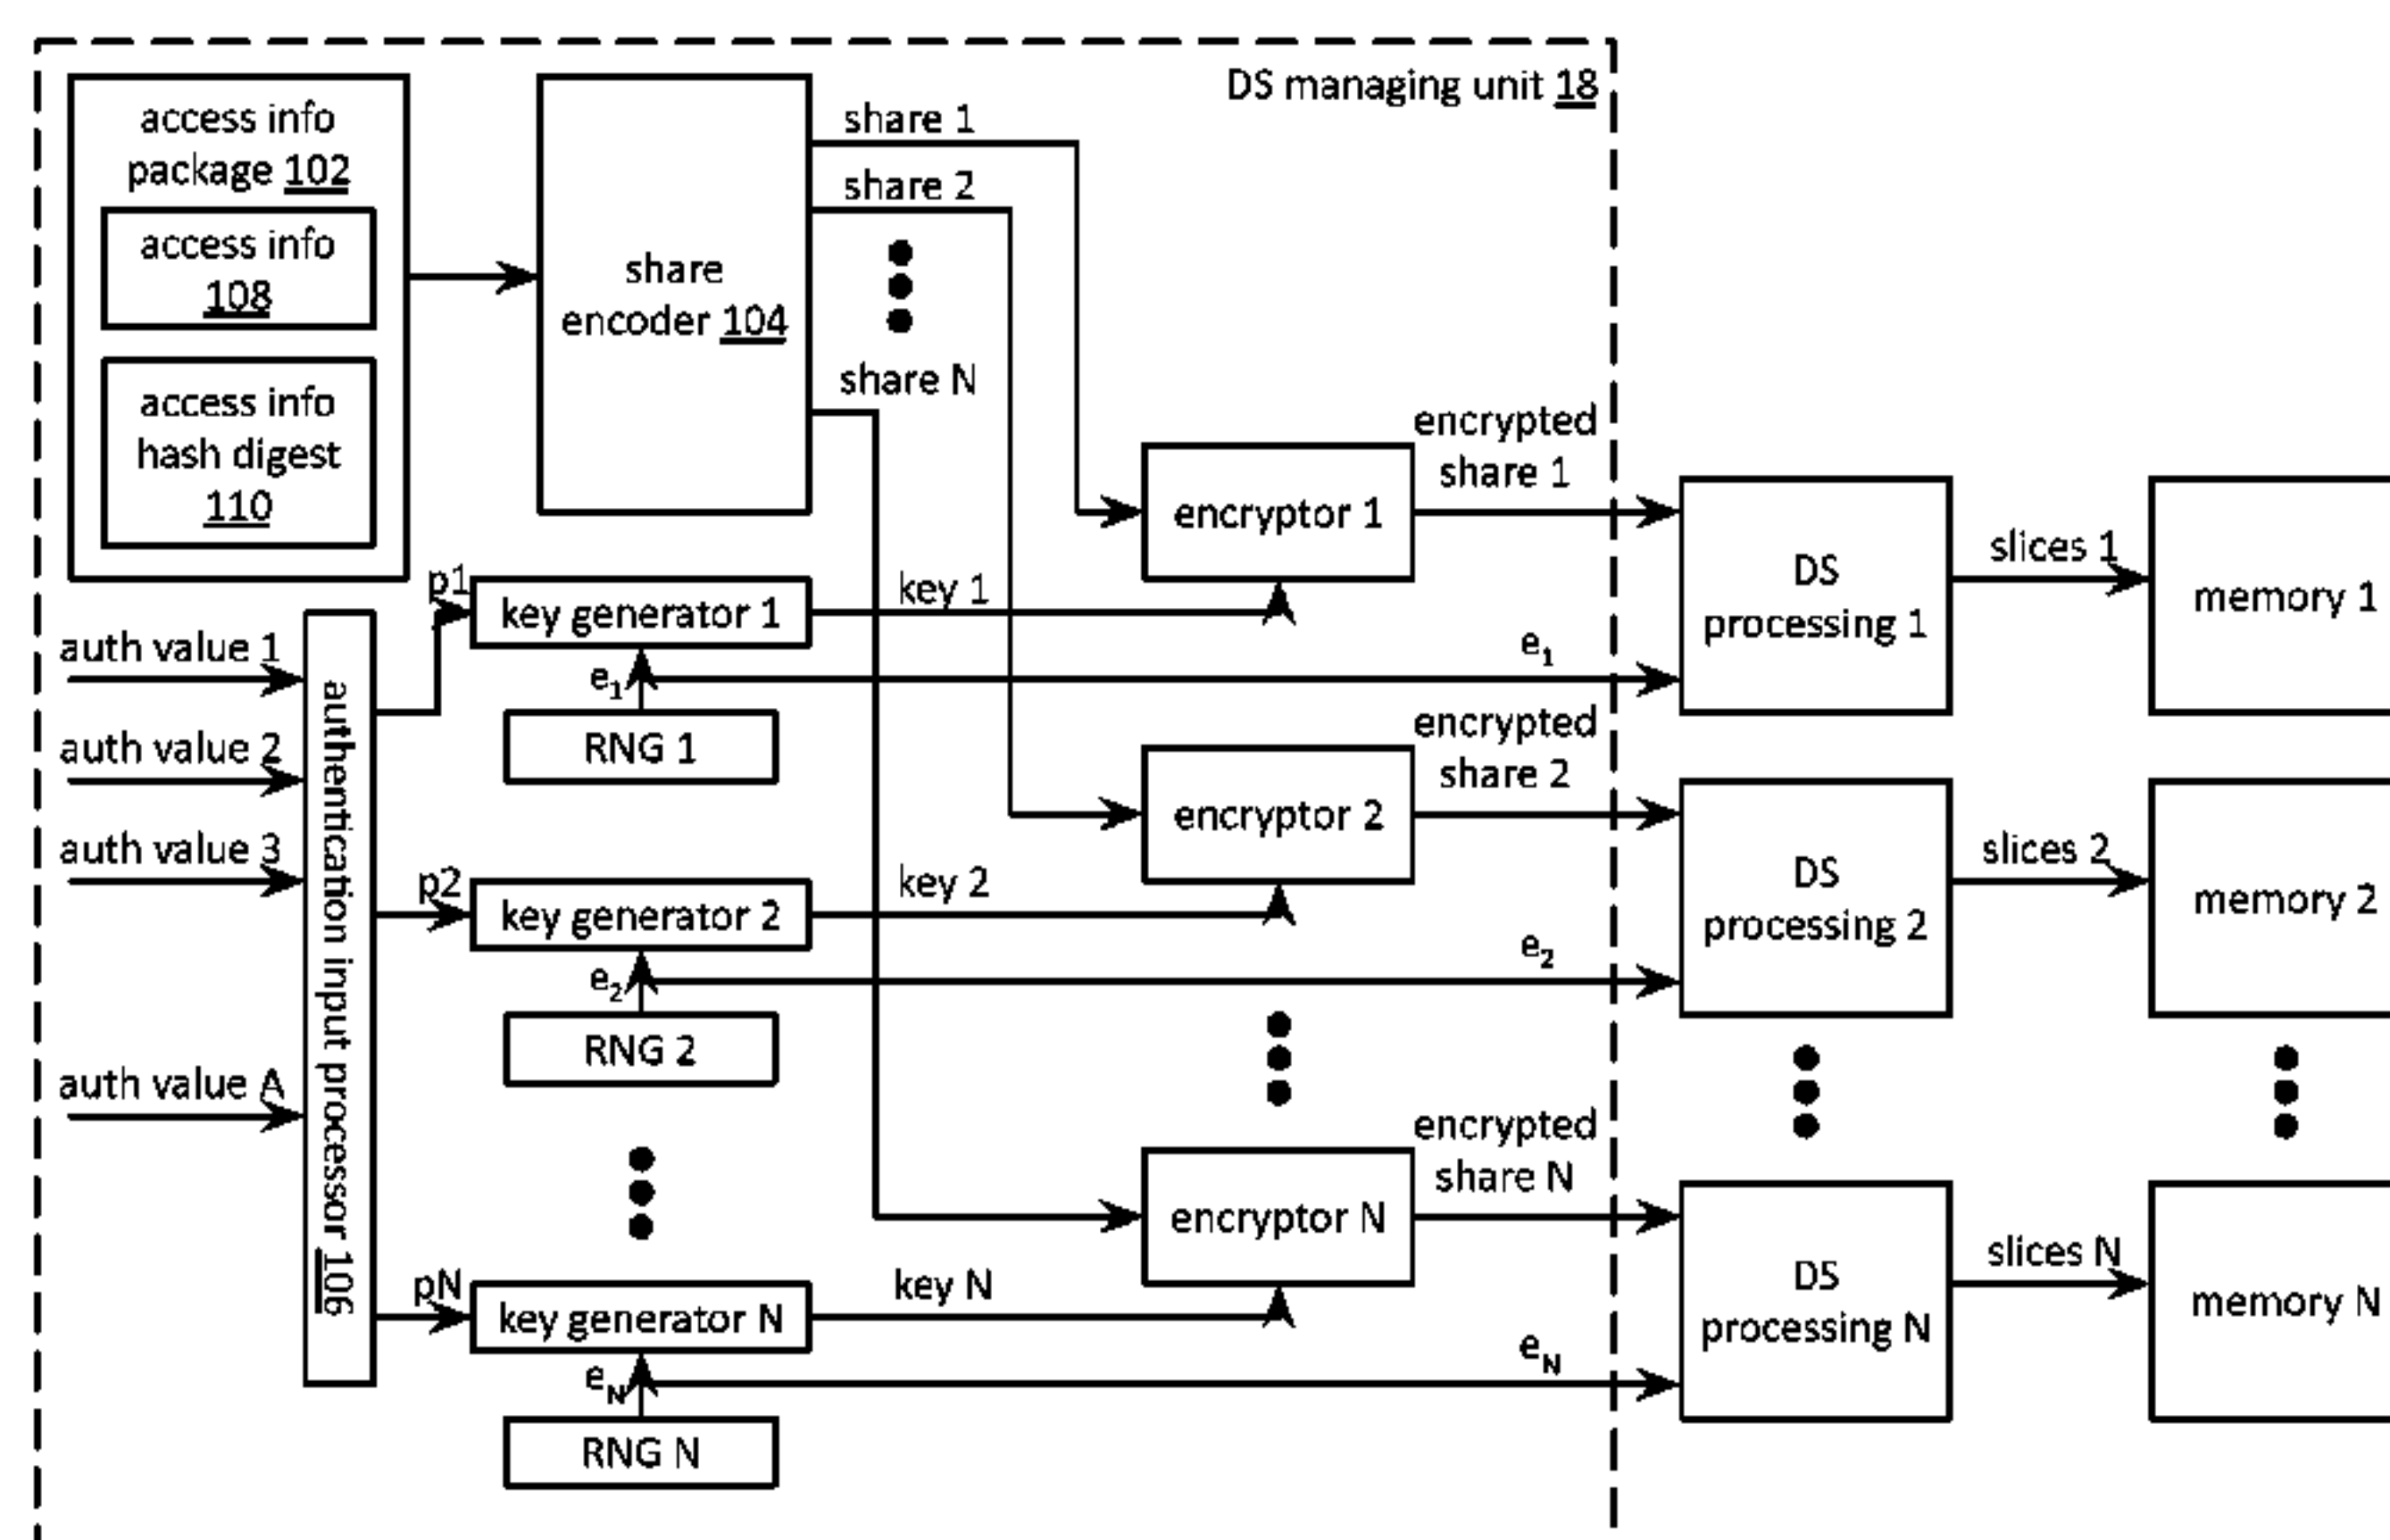 DS managing unit 18
access info
package 102
access info
108
access info
hash digest
110
share
encoder 104
share 1
share 2
share N
encrypted
share 1
encryptor 1
DS
processing 1
slices 1
memory 1
p1
key generator 1
key 1
auth value 1
auth value 2
auth value 3
auth value A
authentication input processor 106
e1
e1
RNG 1
encrypted
share 2
encryptor 2
DS
processing 2
slices 2
memory 2
p2
key generator 2
key 2
e2
e2
RNG 2
encrypted
share N
encryptor N
DS
processing N
slices N
memory N
pN
key generator N
key N
eN
eN
RNG N